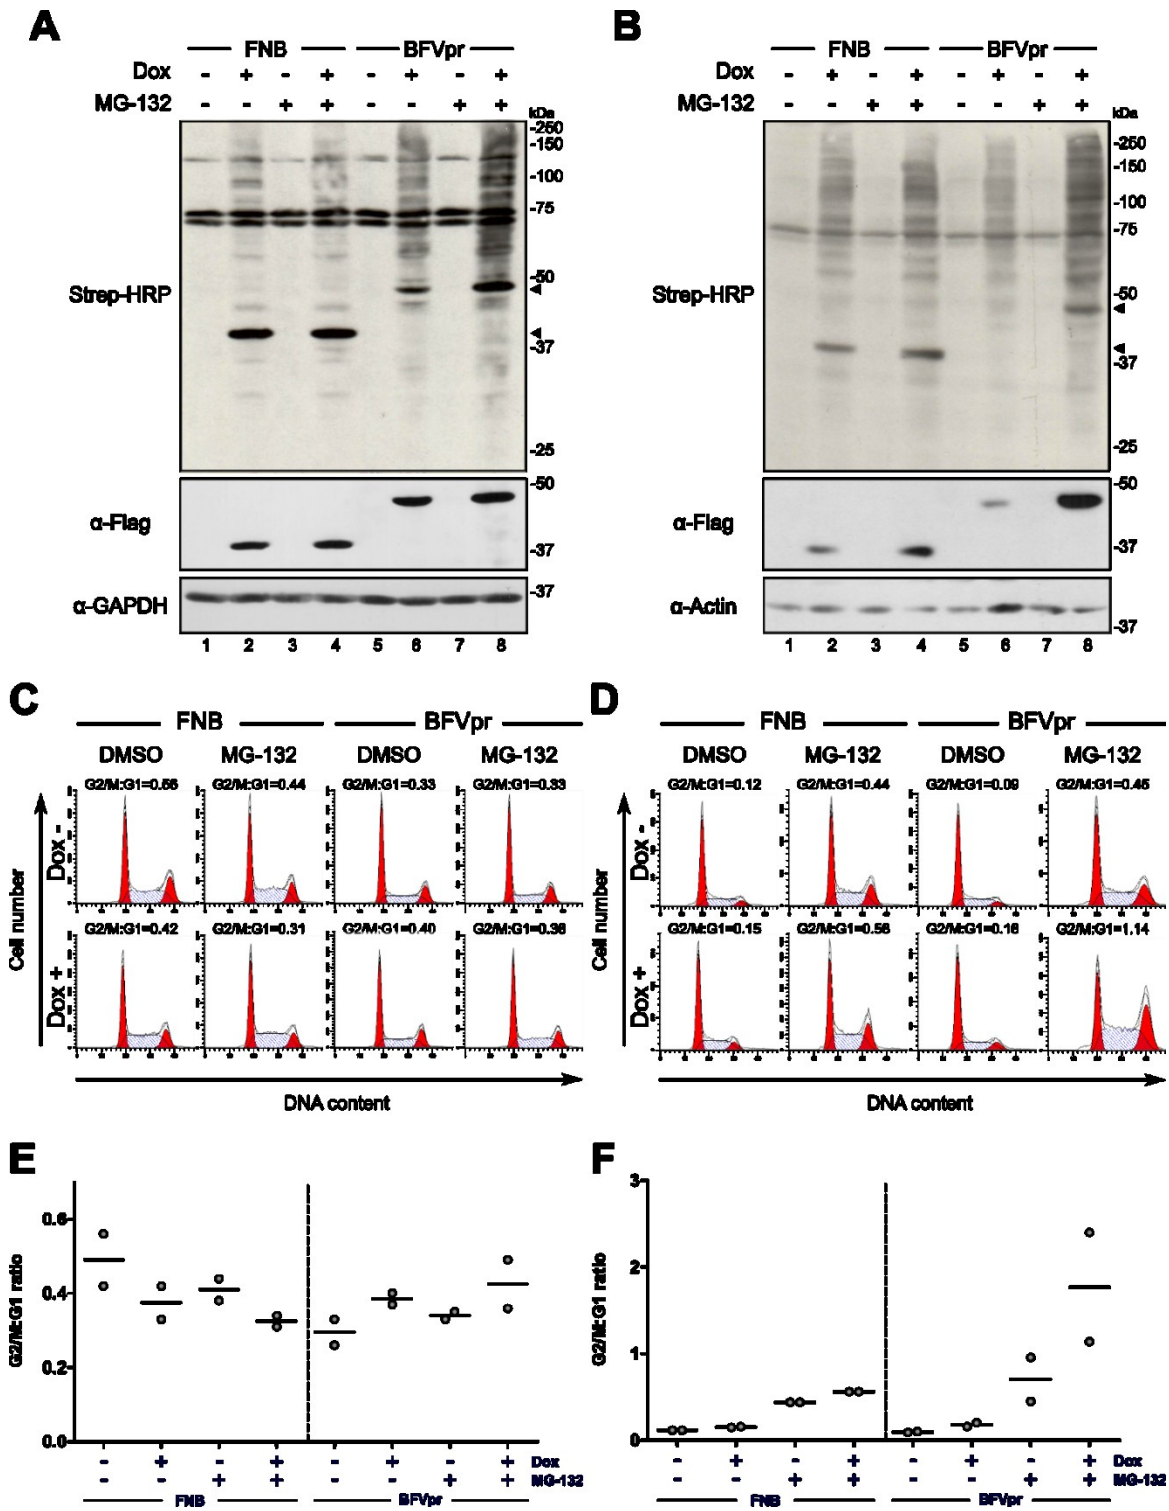 A
FNB BFVpr
Dox - + - + - + - +
MG-132 - - + + - - + +
kDa
-250
-150
-100
-75
-50
Strep-HRP
-37
-25
-50
α-Flag
-37
-37
α-GAPDH
1 2 3 4 5 6 7 8
B
FNB BFVpr
Dox - + - + - + - +
MG-132 - - + + - - + +
kDa
-250
-150
-100
-75
-50
Strep-HRP
-37
-25
-50
α-Flag
-37
α-Actin
-37
1 2 3 4 5 6 7 8
C
FNB BFVpr
DMSO MG-132 DMSO MG-132
G2/M:G1=0.56 G2/M:G1=0.44 G2/M:G1=0.33 G2/M:G1=0.33
Dox -
G2/M:G1=0.42 G2/M:G1=0.31 G2/M:G1=0.40 G2/M:G1=0.36
Dox +
Cell number
DNA content
D
FNB BFVpr
DMSO MG-132 DMSO MG-132
G2/M:G1=0.12 G2/M:G1=0.44 G2/M:G1=0.09 G2/M:G1=0.45
Dox -
G2/M:G1=0.15 G2/M:G1=0.56 G2/M:G1=0.16 G2/M:G1=1.14
Dox +
Cell number
DNA content
E
G2/M:G1 ratio
0.6
0.4
0.2
0.0
- + - + - + - + Dox
- - + + - - + + MG-132
FNB BFVpr
F
G2/M:G1 ratio
3
2
1
0
- + - + - + - + Dox
- - + + - - + + MG-132
FNB BFVpr